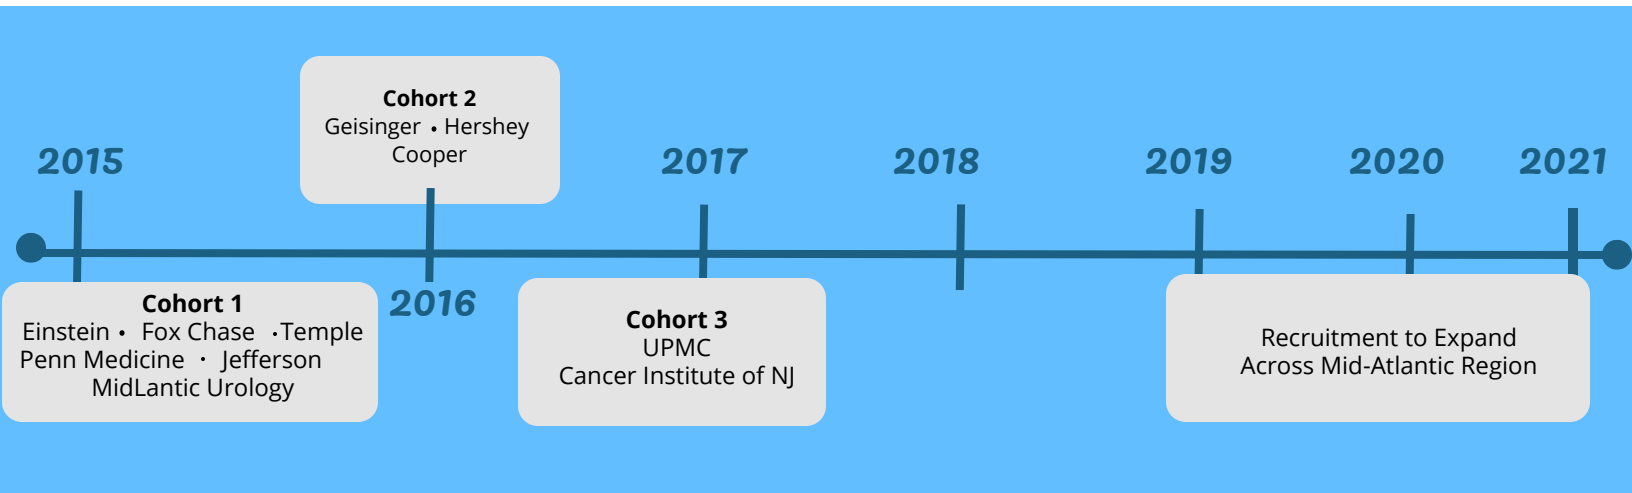 Cohort 2
Geisinger • Hershey
Cooper
2015
2017
2018
2019
2020
2021
2016
Cohort 1
Einstein • Fox Chase •Temple
Penn Medicine • Jefferson
MidLantic Urology
Cohort 3
UPMC
Cancer Institute of NJ
Recruitment to Expand
Across Mid-Atlantic Region